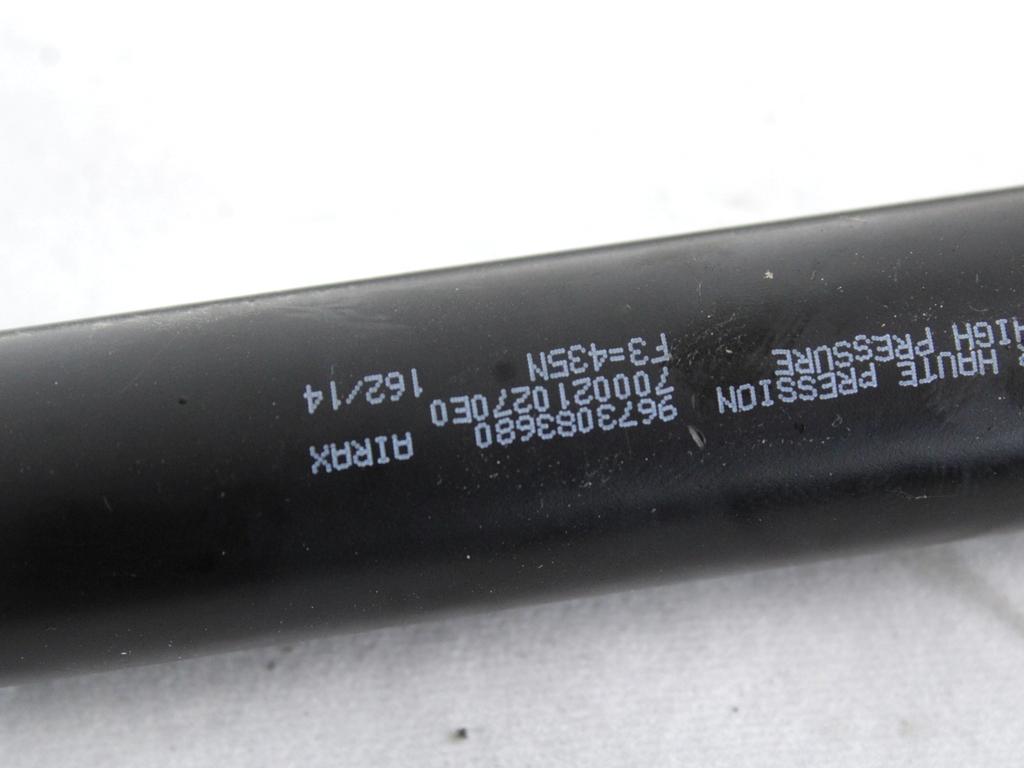 HAUTE PRESSION 9673083680 AIRAX
HIGH PRESSURE 7000210270E0
F3=435N 162/14